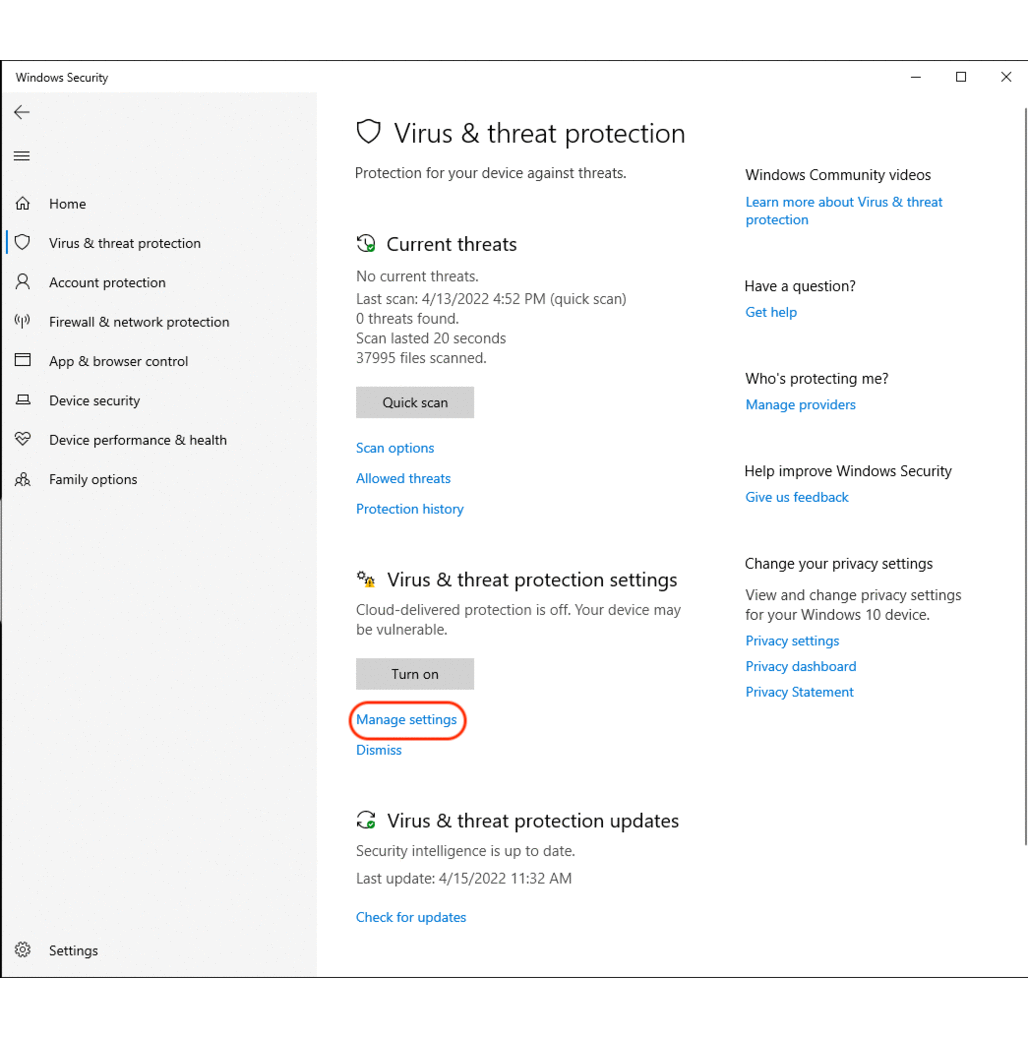 Windows Security
Home
Virus & threat protection
Account protection
Firewall & network protection
App & browser control
Device security
Device performance & health
Family options
Settings
Virus & threat protection
Protection for your device against threats.
Current threats
No current threats.
Last scan: 4/13/2022 4:52 PM (quick scan)
0 threats found.
Scan lasted 20 seconds
37995 files scanned.
Quick scan
Scan options
Allowed threats
Protection history
Virus & threat protection settings
Cloud-delivered protection is off. Your device may
be vulnerable.
Turn on
Manage settings
Dismiss
Virus & threat protection updates
Security intelligence is up to date.
Last update: 4/15/2022 11:32 AM
Check for updates
Windows Community videos
Learn more about Virus & threat
protection
Have a question?
Get help
Who's protecting me?
Manage providers
Help improve Windows Security
Give us feedback
Change your privacy settings
View and change privacy settings
for your Windows 10 device.
Privacy settings
Privacy dashboard
Privacy Statement